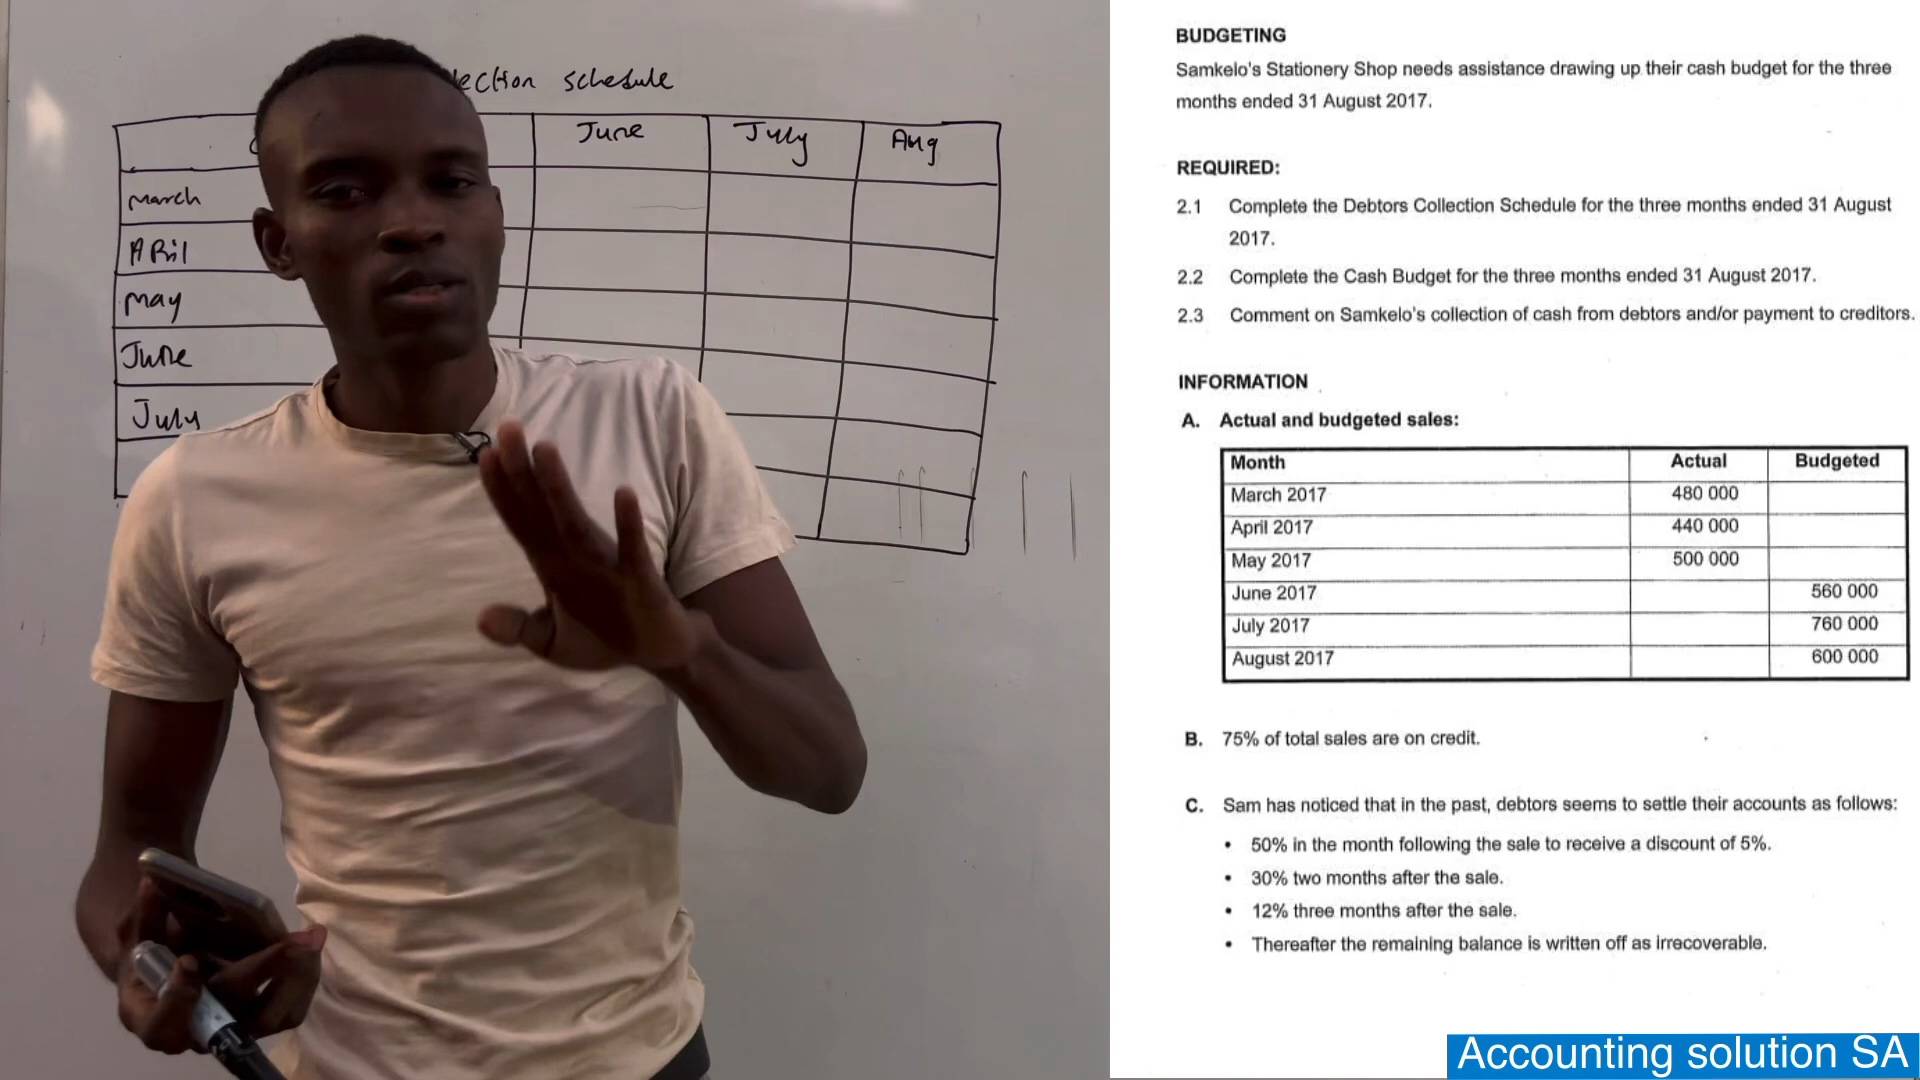 lection schedule
June July Aug
March
APril
May
June
July
BUDGETING
Samkelo's Stationery Shop needs assistance drawing up their cash budget for the three
months ended 31 August 2017.
REQUIRED:
2.1 Complete the Debtors Collection Schedule for the three months ended 31 August
2017.
2.2 Complete the Cash Budget for the three months ended 31 August 2017.
2.3 Comment on Samkelo's collection of cash from debtors and/or payment to creditors.
INFORMATION
A. Actual and budgeted sales:
Month Actual Budgeted
March 2017 480 000
April 2017 440 000
May 2017 500 000
June 2017 560 000
July 2017 760 000
August 2017 600 000
B. 75% of total sales are on credit.
C. Sam has noticed that in the past, debtors seems to settle their accounts as follows:
• 50% in the month following the sale to receive a discount of 5%.
• 30% two months after the sale.
• 12% three months after the sale.
• Thereafter the remaining balance is written off as irrecoverable.
Accounting solution SA